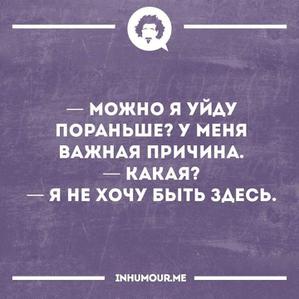 — МОЖНО Я УЙДУ
ПОРАНЬШЕ? У МЕНЯ
ВАЖНАЯ ПРИЧИНА.
— КАКАЯ?
— Я НЕ ХОЧУ БЫТЬ ЗДЕСЬ.
INHUMOUR.ME